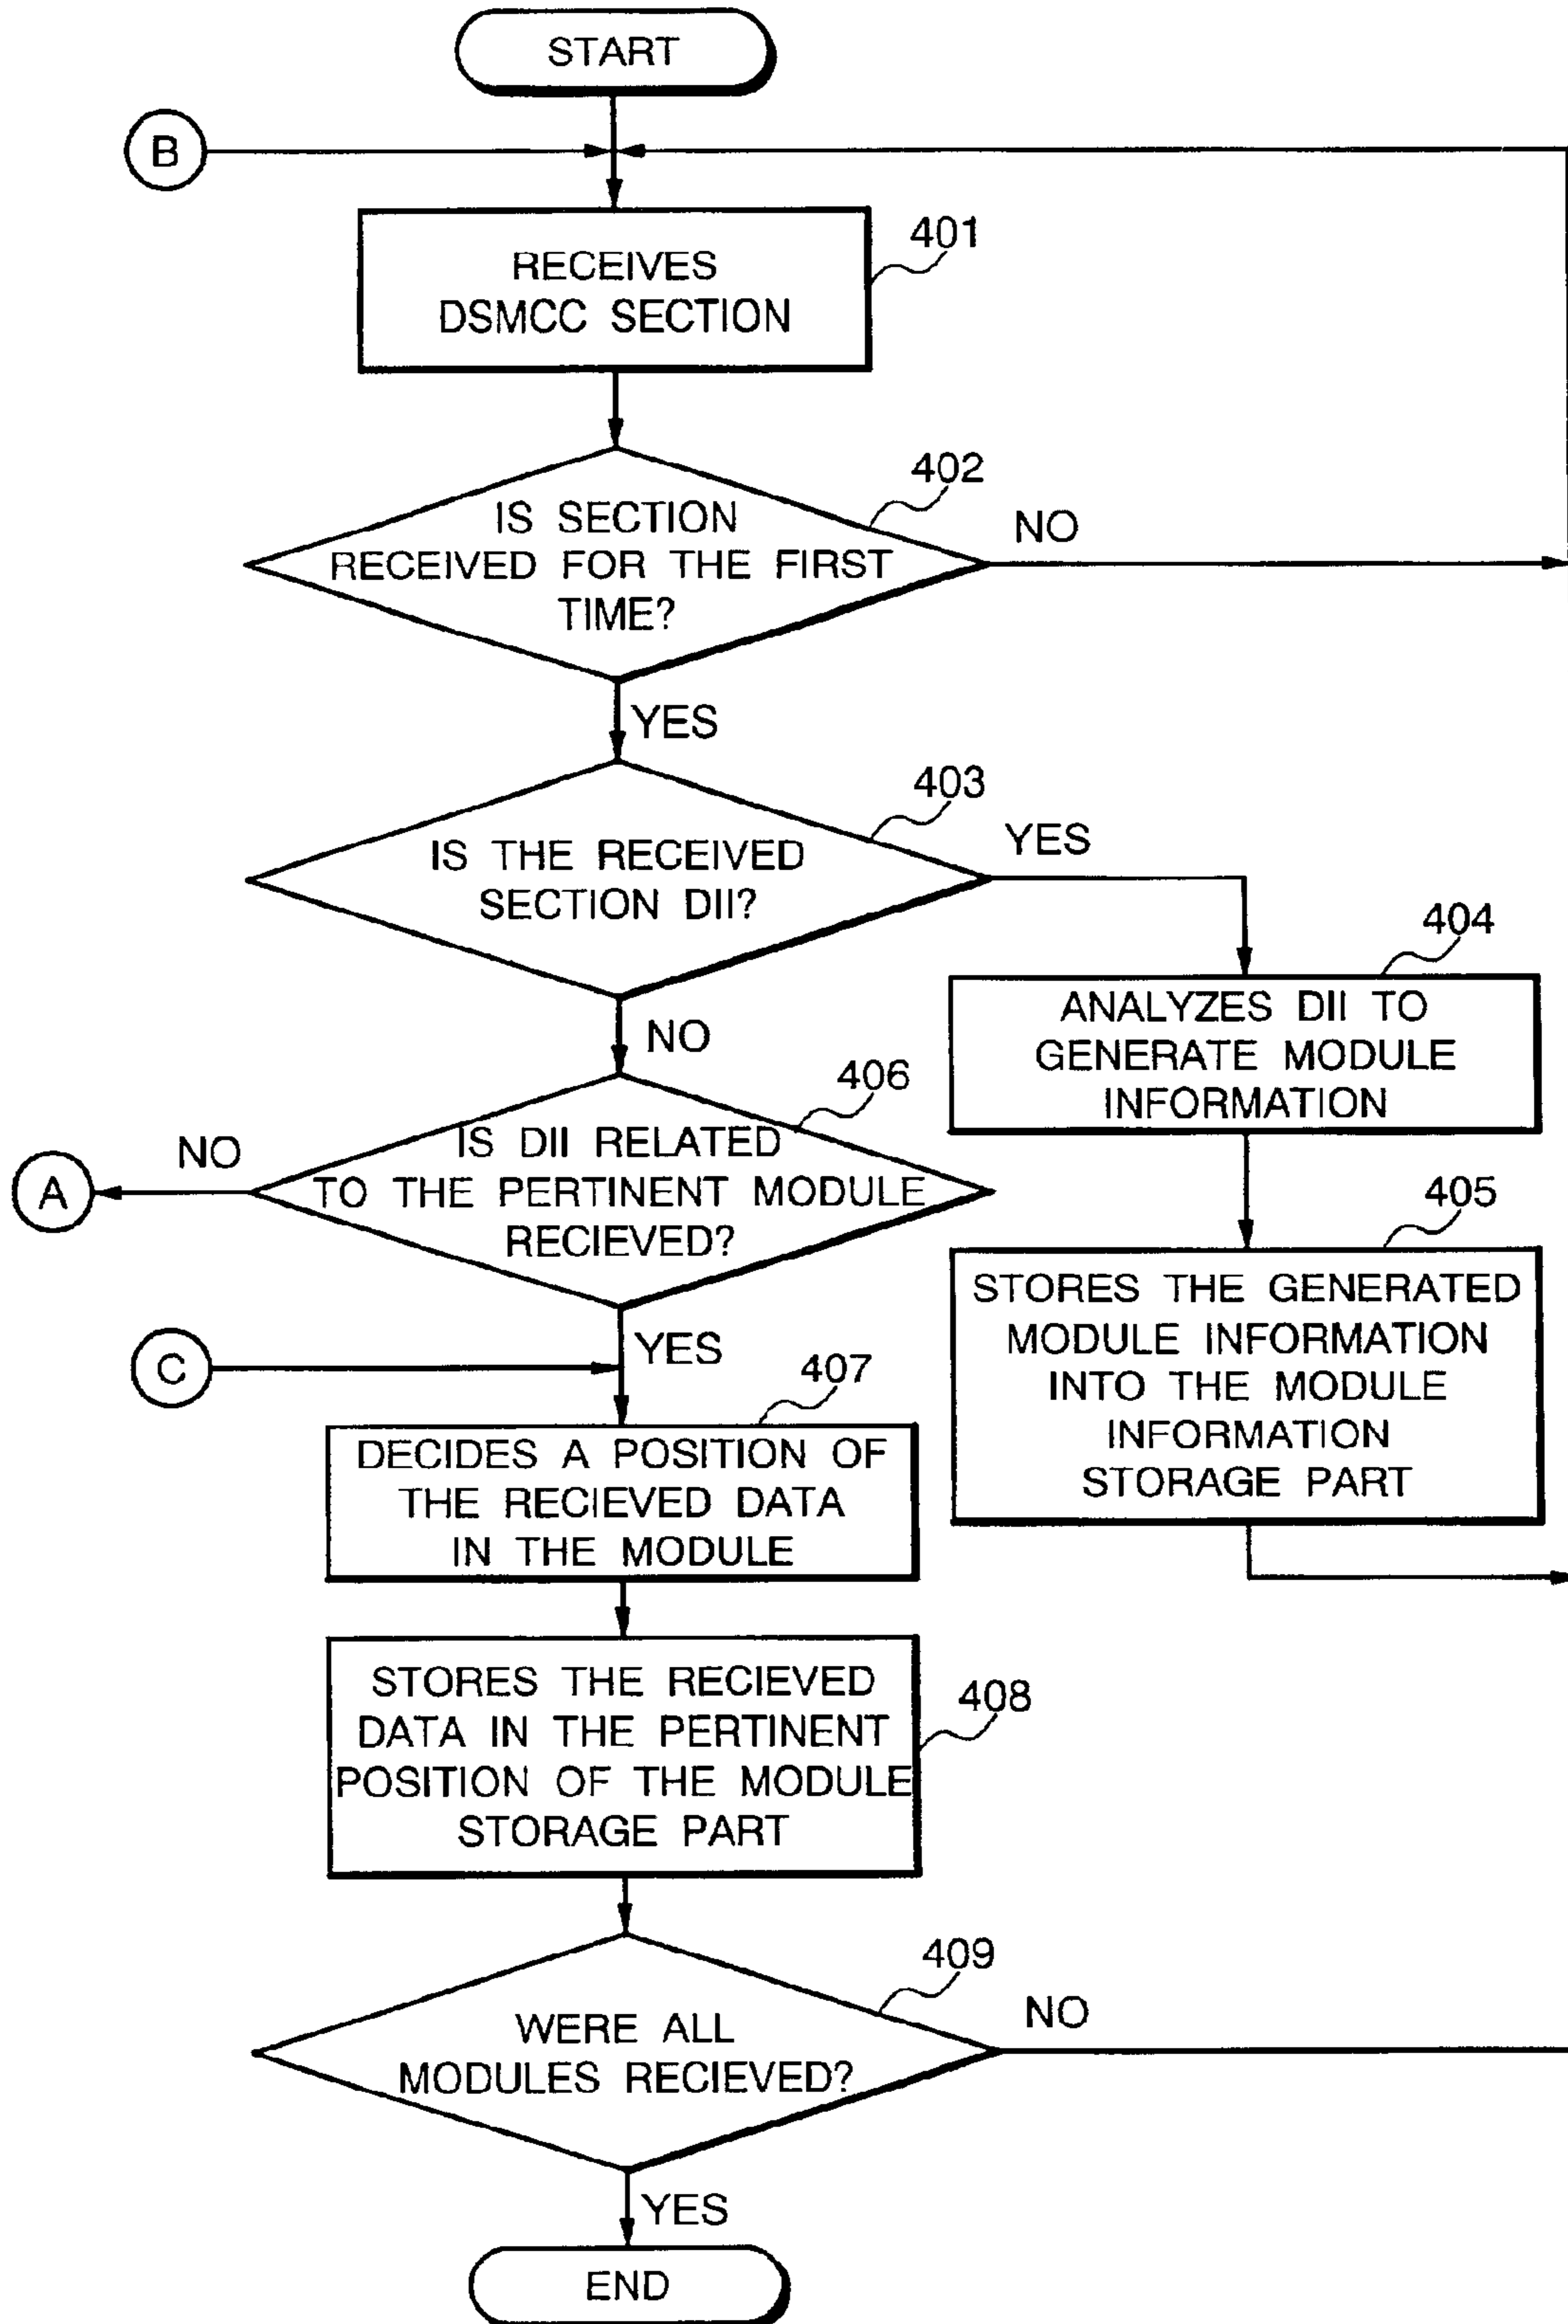 START
B
401
RECEIVES
DSMCC SECTION
402
IS SECTION
RECEIVED FOR THE FIRST
TIME?
NO
YES
403
IS THE RECEIVED
SECTION DII?
YES
NO
404
ANALYZES DII TO
GENERATE MODULE
INFORMATION
406
IS DII RELATED
TO THE PERTINENT MODULE
RECIEVED?
NO
A
YES
405
STORES THE GENERATED
MODULE INFORMATION
INTO THE MODULE
INFORMATION
STORAGE PART
C
407
DECIDES A POSITION OF
THE RECIEVED DATA
IN THE MODULE
408
STORES THE RECIEVED
DATA IN THE PERTINENT
POSITION OF THE MODULE
STORAGE PART
409
WERE ALL
MODULES RECIEVED?
NO
YES
END